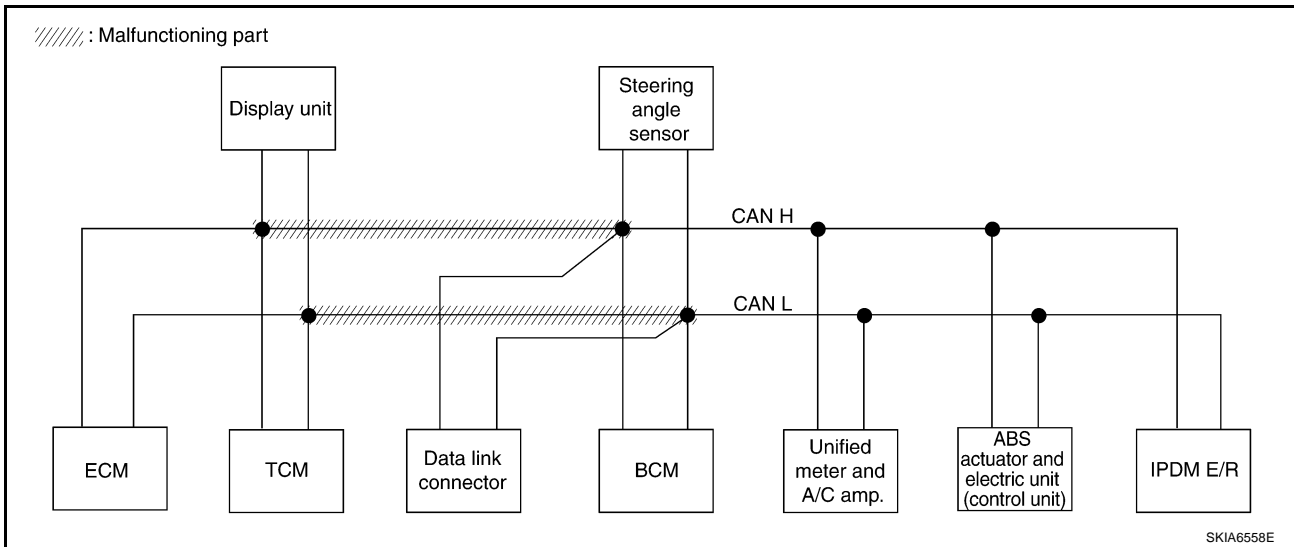 : Malfunctioning part
Display unit
Steering
angle
sensor
CAN H
CAN L
ECM
TCM
Data link
connector
BCM
Unified
meter and
A/C amp.
ABS
actuator and
electric unit
(control unit)
IPDM E/R
SKIA6558E